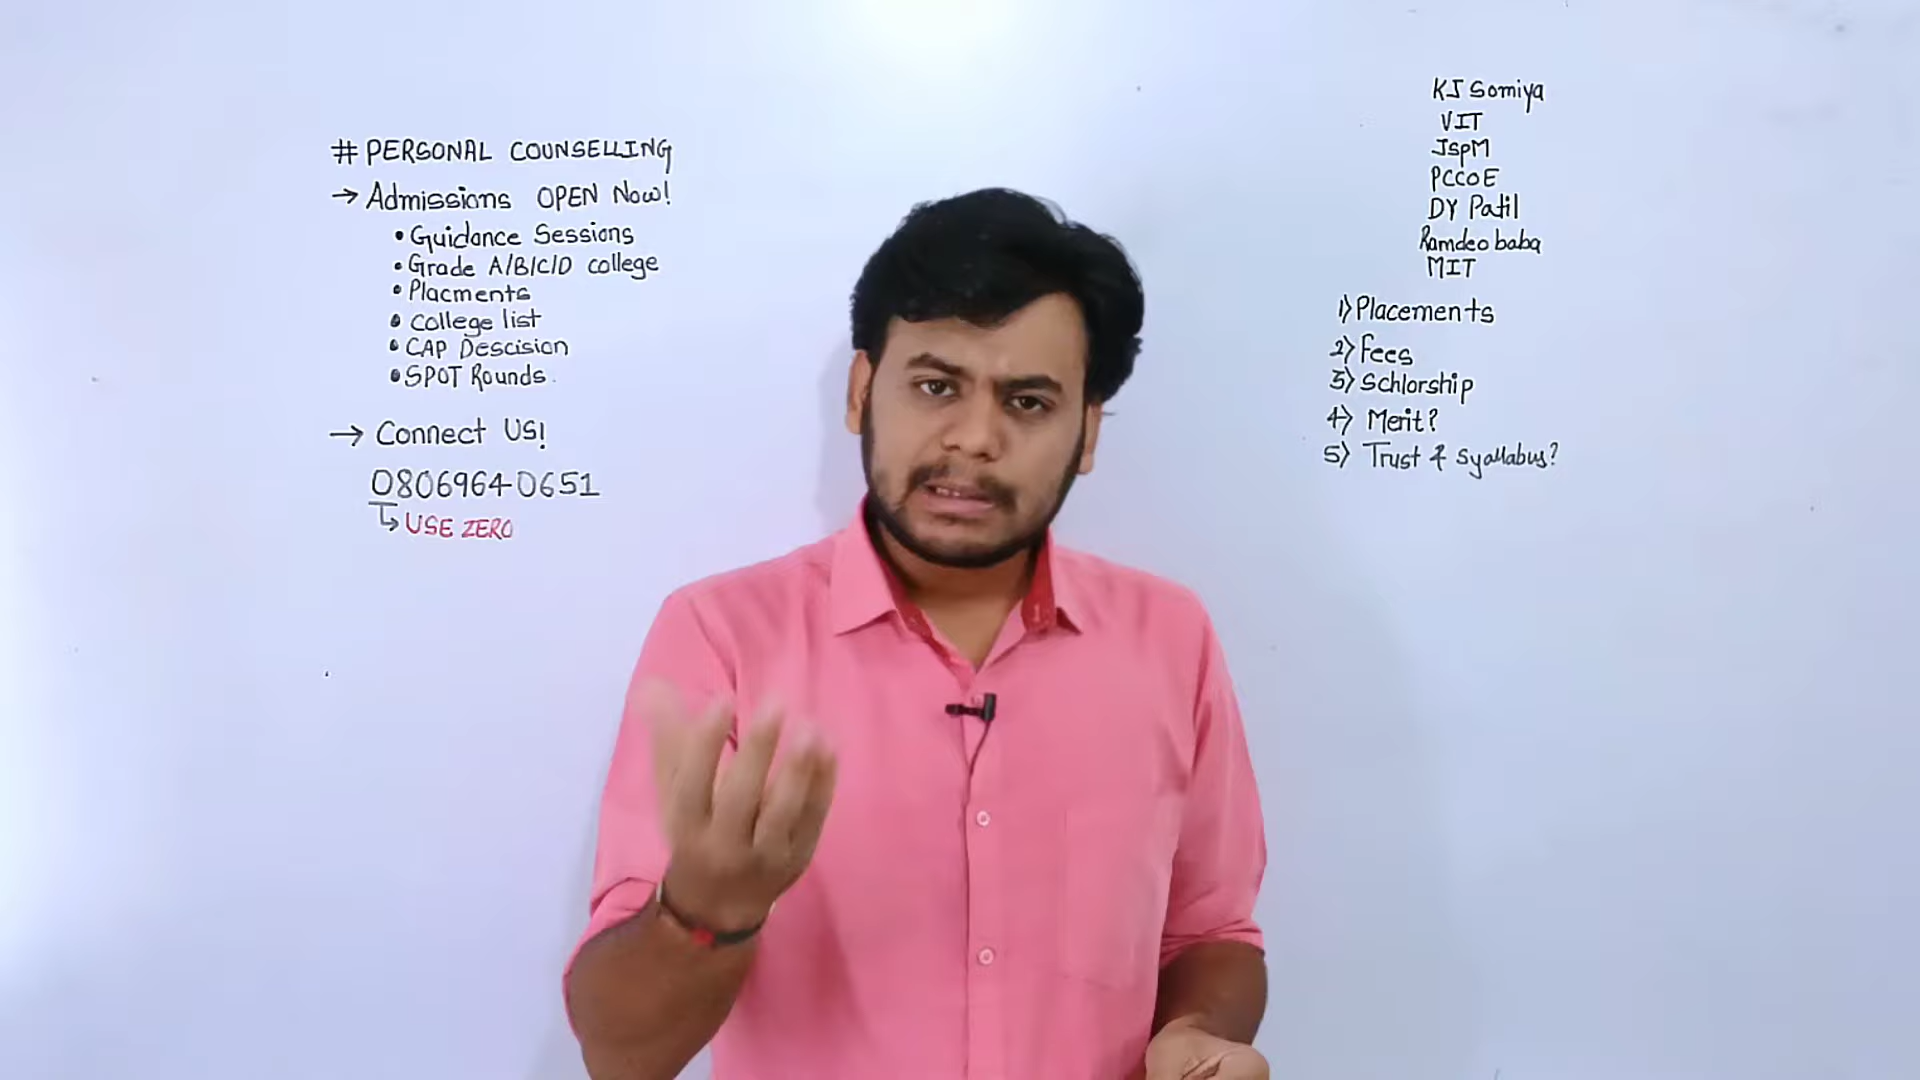 # PERSONAL COUNSELLING
→ Admissions OPEN Now!
• Guidance Sessions
• Grade A/B/C/D college
• Placments
• College list
• CAP Descision
• SPOT Rounds.
→ Connect US!
08069640651
↳ USE ZERO
KJ Somiya
VIT
JSPM
PCCOE
DY Patil
Ramdeobaba
MIT
1) Placements
2) Fees
3) Schlorship
4) Merit?
5) Trust & Syallabus?